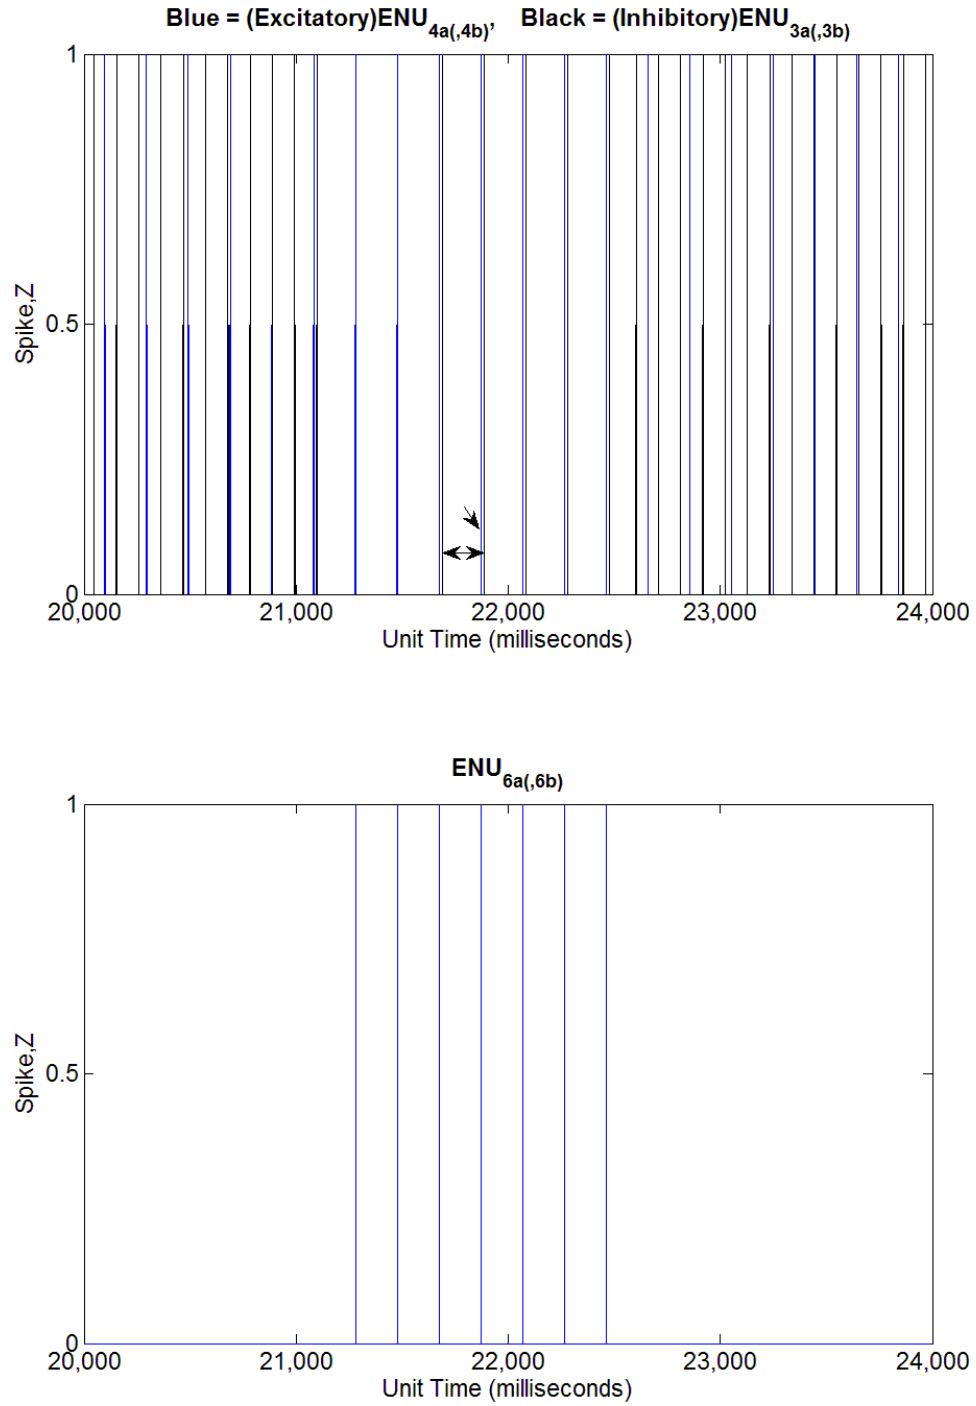 Blue = (Excitatory)ENU4a(,4b), Black = (Inhibitory)ENU3a(,3b)
1
0.5
0
Spike,Z
20,000 21,000 22,000 23,000 24,000
Unit Time (milliseconds)
ENU6a(,6b)
1
0.5
0
Spike,Z
20,000 21,000 22,000 23,000 24,000
Unit Time (milliseconds)